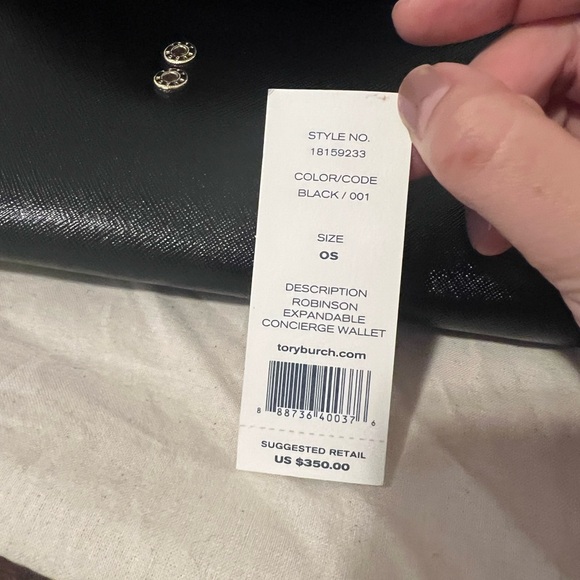 STYLE NO.
18159233
COLOR/CODE
BLACK / 001
SIZE
OS
DESCRIPTION
ROBINSON
EXPANDABLE
CONCIERGE WALLET
toryburch.com
8 88736 40037 6
SUGGESTED RETAIL
US $350.00